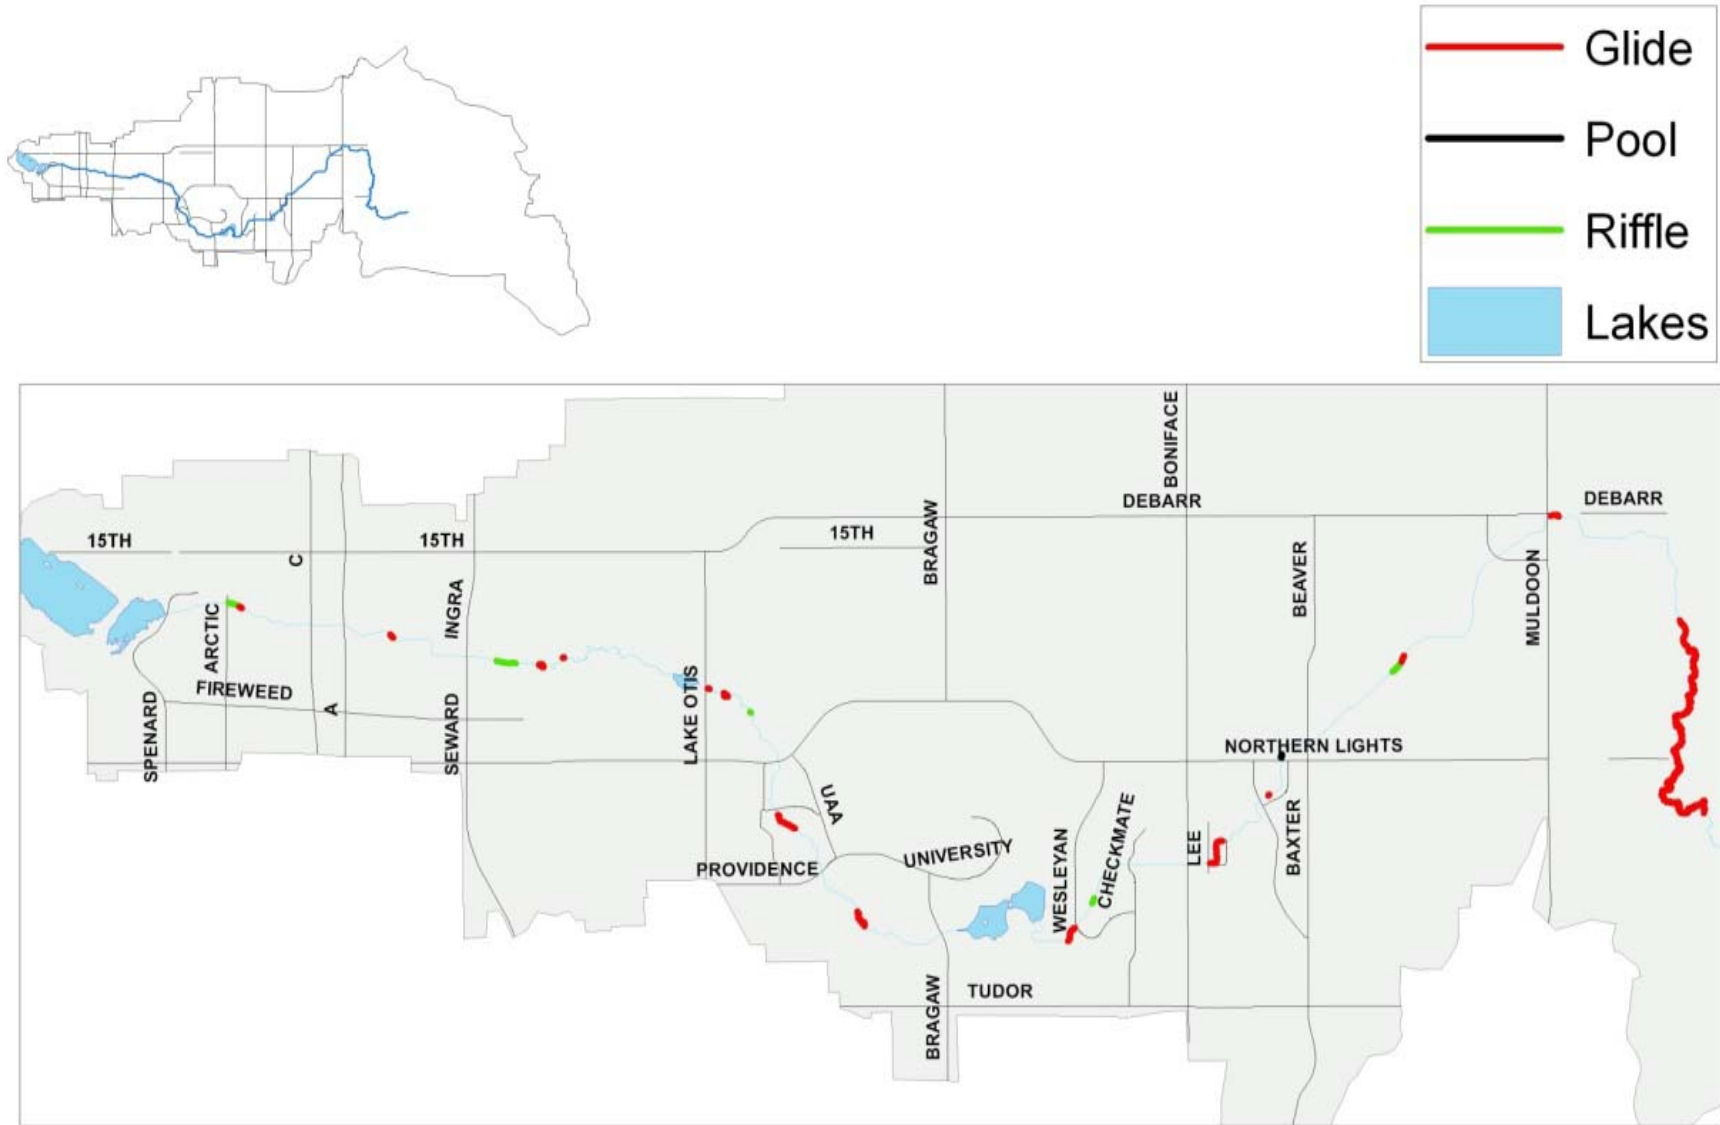 Glide
Pool
Riffle
Lakes
BONIFACE
DEBARR
DEBARR
15TH
15TH
15TH
BRAGAW
C
BEAVER
MULDOON
INGRA
ARCTIC
FIREWEED
A
SPENARD
SEWARD
LAKE OTIS
NORTHERN LIGHTS
UAA
UNIVERSITY
PROVIDENCE
WESLEYAN
CHECKMATE
LEE
BAXTER
TUDOR
BRAGAW